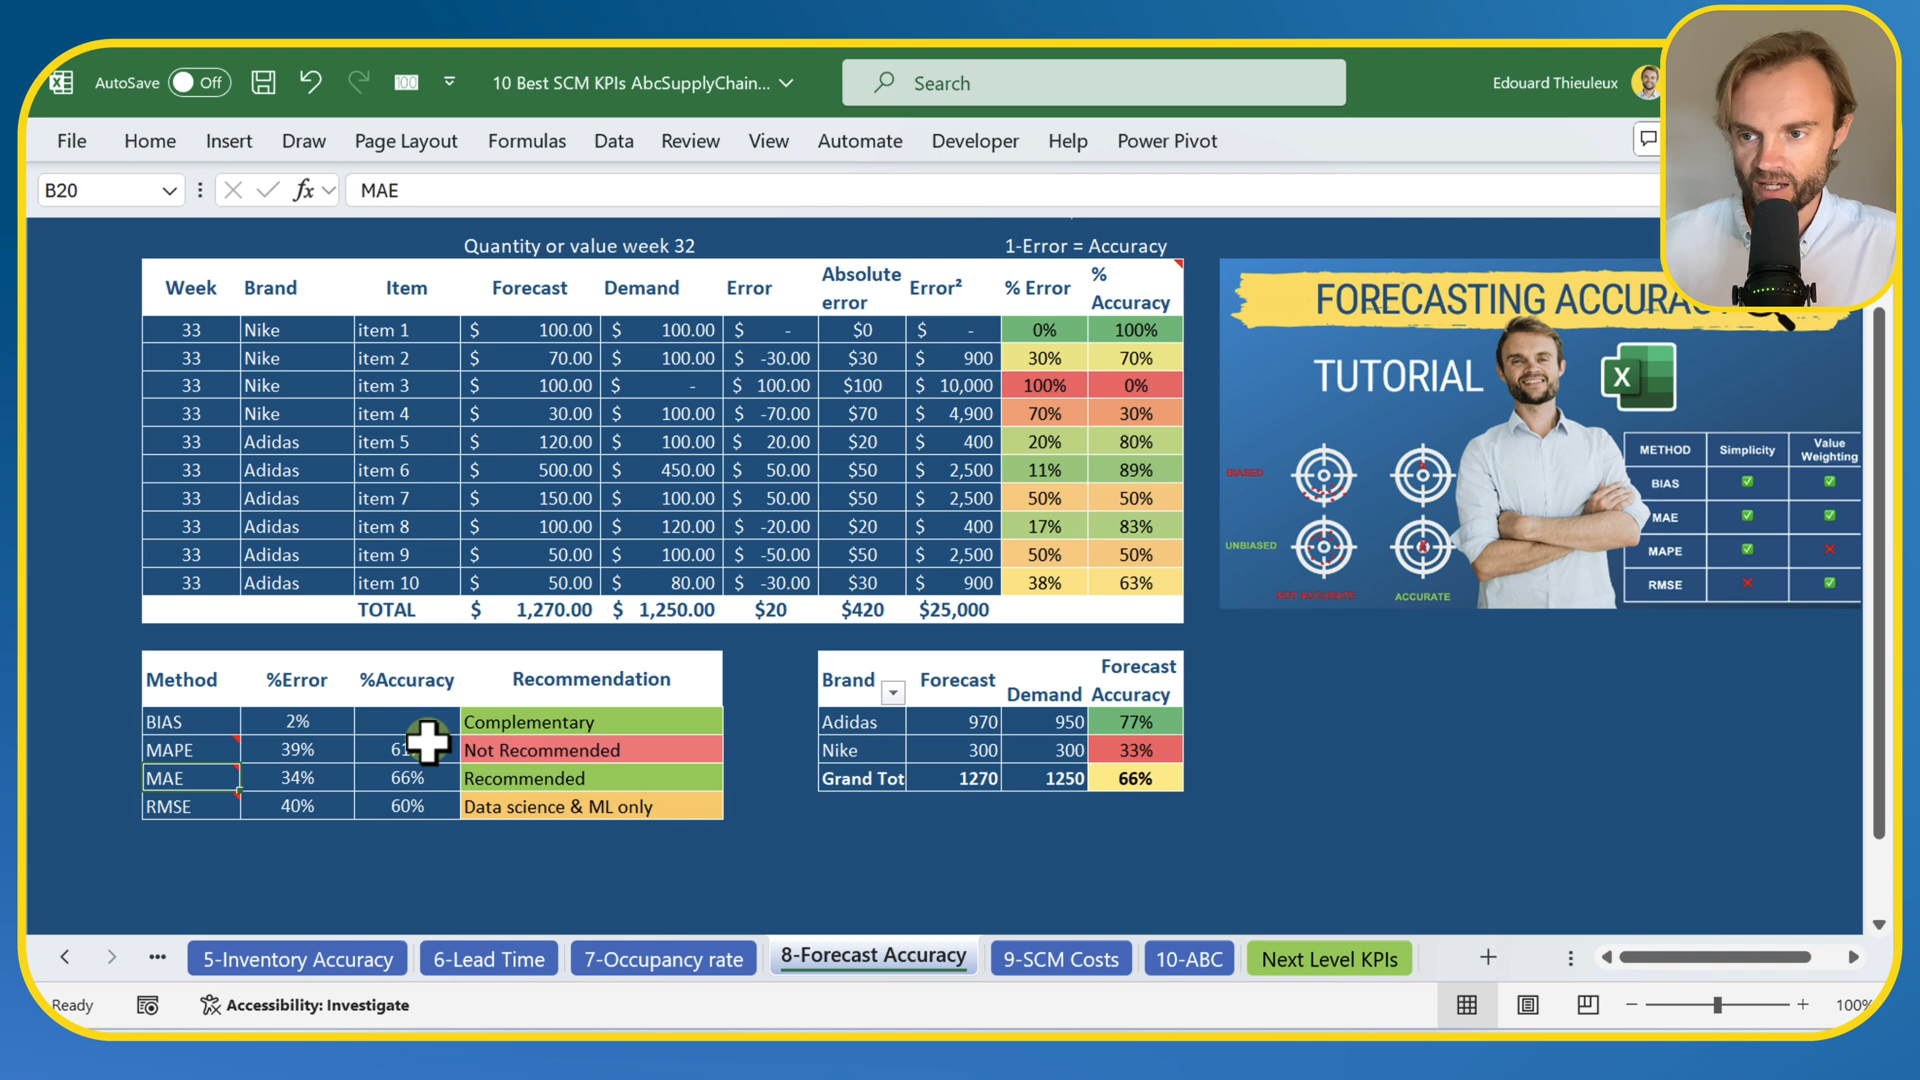 AutoSave Off 100 10 Best SCM KPIs AbcSupplyChain... Search Edouard Thieuleux
File Home Insert Draw Page Layout Formulas Data Review View Automate Developer Help Power Pivot
B20 fx MAE
Quantity or value week 32 1-Error = Accuracy
Week Brand Item Forecast Demand Error Absolute error Error² % Error % Accuracy
33 Nike item 1 $ 100.00 $ 100.00 $ - $0 $ - 0% 100%
33 Nike item 2 $ 70.00 $ 100.00 $ -30.00 $30 $ 900 30% 70%
33 Nike item 3 $ 100.00 $ - $ 100.00 $100 $ 10,000 100% 0%
33 Nike item 4 $ 30.00 $ 100.00 $ -70.00 $70 $ 4,900 70% 30%
33 Adidas item 5 $ 120.00 $ 100.00 $ 20.00 $20 $ 400 20% 80%
33 Adidas item 6 $ 500.00 $ 450.00 $ 50.00 $50 $ 2,500 11% 89%
33 Adidas item 7 $ 150.00 $ 100.00 $ 50.00 $50 $ 2,500 50% 50%
33 Adidas item 8 $ 100.00 $ 120.00 $ -20.00 $20 $ 400 17% 83%
33 Adidas item 9 $ 50.00 $ 100.00 $ -50.00 $50 $ 2,500 50% 50%
33 Adidas item 10 $ 50.00 $ 80.00 $ -30.00 $30 $ 900 38% 63%
TOTAL $ 1,270.00 $ 1,250.00 $20 $420 $25,000
FORECASTING
TUTORIAL
X
METHOD Simplicity Value Weighting
BIAS
MAE
MAPE
RMSE
BIASED
UNBIASED
NOT ACCURATE ACCURATE
Method %Error %Accuracy Recommendation
BIAS 2% Complementary
MAPE 39% Not Recommended
MAE 34% 66% Recommended
RMSE 40% 60% Data science & ML only
Brand Forecast Demand Forecast Accuracy
Adidas 970 950 77%
Nike 300 300 33%
Grand Tot 1270 1250 66%
5-Inventory Accuracy 6-Lead Time 7-Occupancy rate 8-Forecast Accuracy 9-SCM Costs 10-ABC Next Level KPIs
Ready Accessibility: Investigate 100%